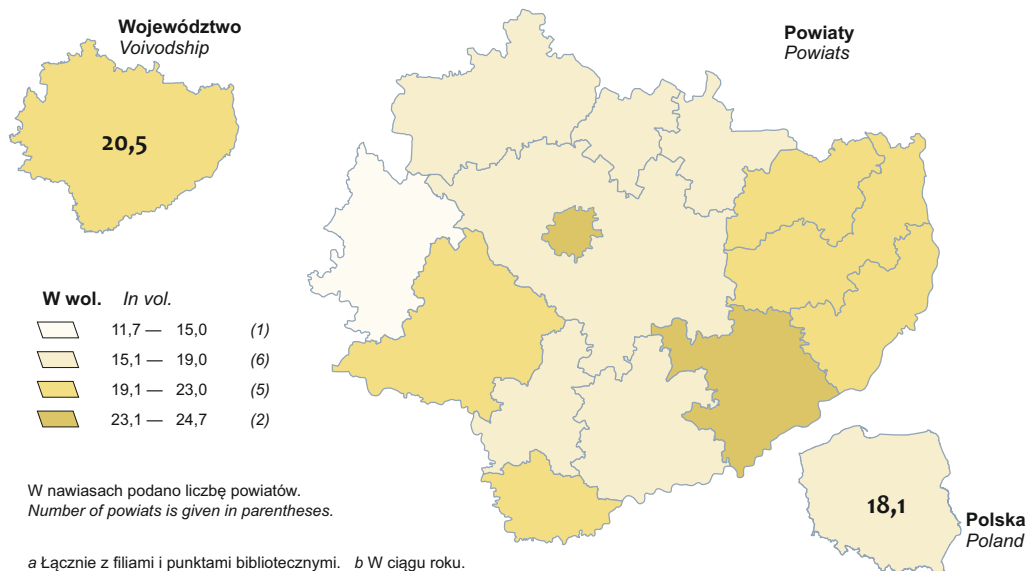 Województwo
Voivodship
20,5
Powiaty
Powiats
W wol. In vol.
11,7 — 15,0 (1)
15,1 — 19,0 (6)
19,1 — 23,0 (5)
23,1 — 24,7 (2)
W nawiasach podano liczbę powiatów.
Number of powiats is given in parentheses.
18,1
Polska
Poland
a Łącznie z filiami i punktami bibliotecznymi. b W ciągu roku.